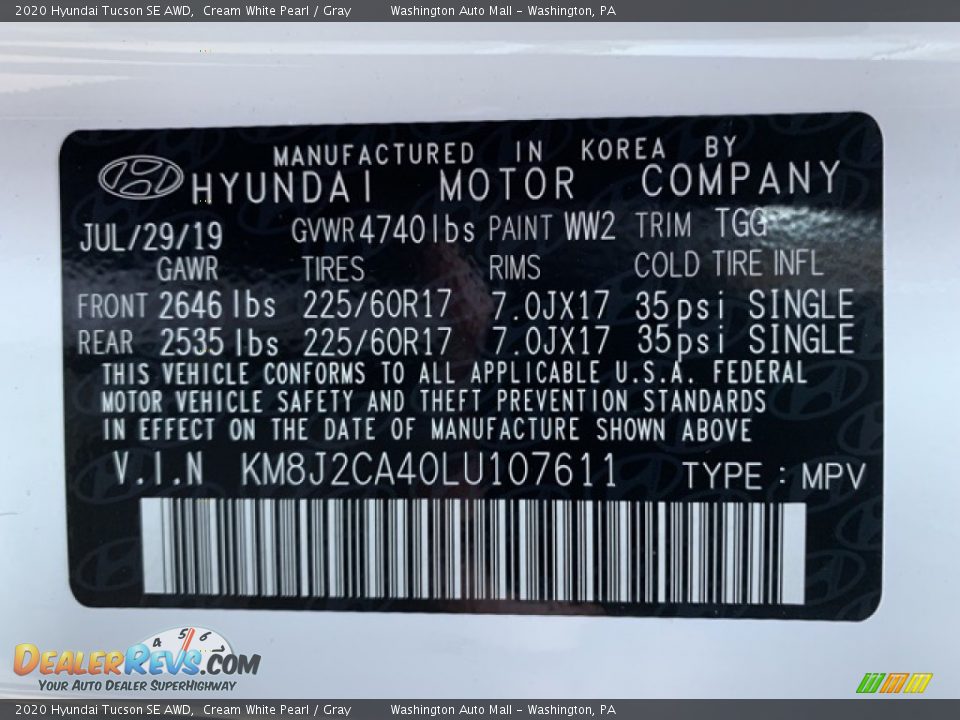 2020 Hyundai Tucson SE AWD, Cream White Pearl / Gray Washington Auto Mall - Washington, PA
MANUFACTURED IN KOREA BY
HYUNDAI MOTOR COMPANY
JUL/29/19 GVWR 4740lbs PAINT WW2 TRIM TGG
GAWR TIRES RIMS COLD TIRE INFL
FRONT 2646 lbs 225/60R17 7.0JX17 35psi SINGLE
REAR 2535 lbs 225/60R17 7.0JX17 35psi SINGLE
THIS VEHICLE CONFORMS TO ALL APPLICABLE U.S.A. FEDERAL
MOTOR VEHICLE SAFETY AND THEFT PREVENTION STANDARDS
IN EFFECT ON THE DATE OF MANUFACTURE SHOWN ABOVE
V.I.N KM8J2CA40LU107611 TYPE : MPV
4 5 6 7
DEALERREVS.COM
YOUR AUTO DEALER SUPERHIGHWAY
2020 Hyundai Tucson SE AWD, Cream White Pearl / Gray Washington Auto Mall - Washington, PA